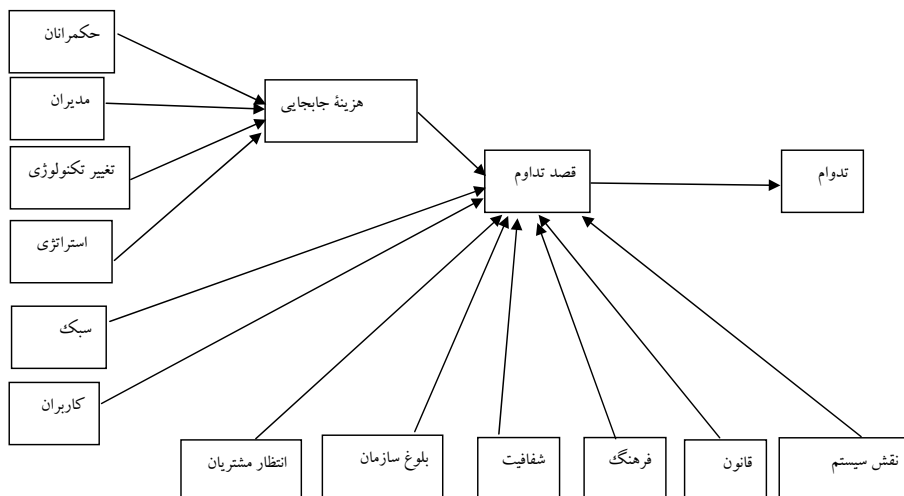 حکمرانان
مدیران
هزینهٔ جابجایی
تغییر تکنولوژی
قصد تداوم
تدوام
استراتژی
سبک
کاربران
نقش سیستم
قانون
فرهنگ
شفافیت
بلوغ سازمان
انتظار مشتریان